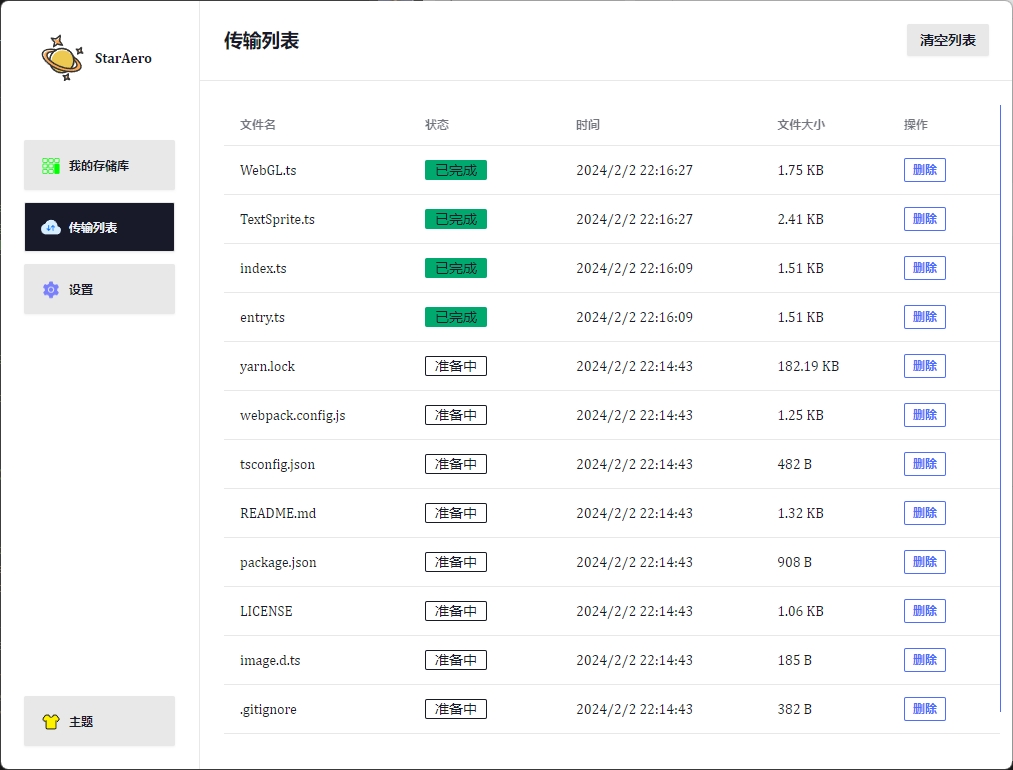 StarAero
传输列表
清空列表
我的存储库
传输列表
设置
主题
文件名 状态 时间 文件大小 操作
WebGL.ts 已完成 2024/2/2 22:16:27 1.75 KB 删除
TextSprite.ts 已完成 2024/2/2 22:16:27 2.41 KB 删除
index.ts 已完成 2024/2/2 22:16:09 1.51 KB 删除
entry.ts 已完成 2024/2/2 22:16:09 1.51 KB 删除
yarn.lock 准备中 2024/2/2 22:14:43 182.19 KB 删除
webpack.config.js 准备中 2024/2/2 22:14:43 1.25 KB 删除
tsconfig.json 准备中 2024/2/2 22:14:43 482 B 删除
README.md 准备中 2024/2/2 22:14:43 1.32 KB 删除
package.json 准备中 2024/2/2 22:14:43 908 B 删除
LICENSE 准备中 2024/2/2 22:14:43 1.06 KB 删除
image.d.ts 准备中 2024/2/2 22:14:43 185 B 删除
.gitignore 准备中 2024/2/2 22:14:43 382 B 删除